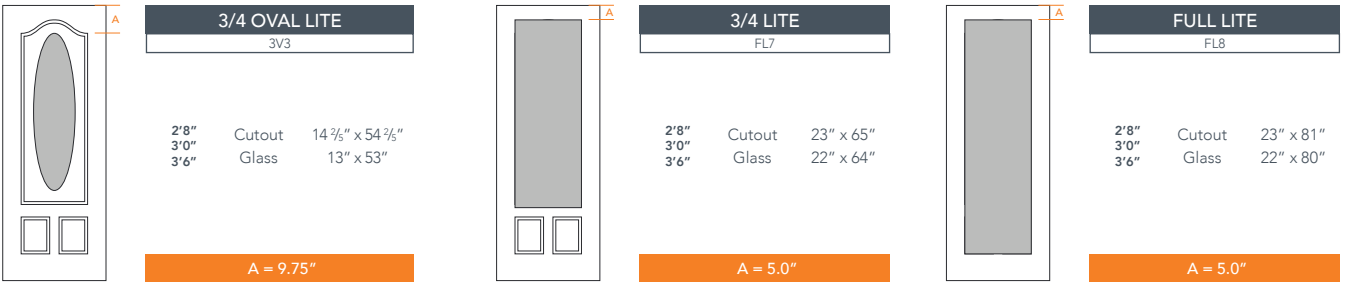 A
3/4 OVAL LITE
3V3
2'8"
3'0"
3'6"
Cutout 14 2/5" x 54 2/5"
Glass 13" x 53"
A = 9.75"
A
3/4 LITE
FL7
2'8"
3'0"
3'6"
Cutout 23" x 65"
Glass 22" x 64"
A = 5.0"
A
FULL LITE
FL8
2'8"
3'0"
3'6"
Cutout 23" x 81"
Glass 22" x 80"
A = 5.0"